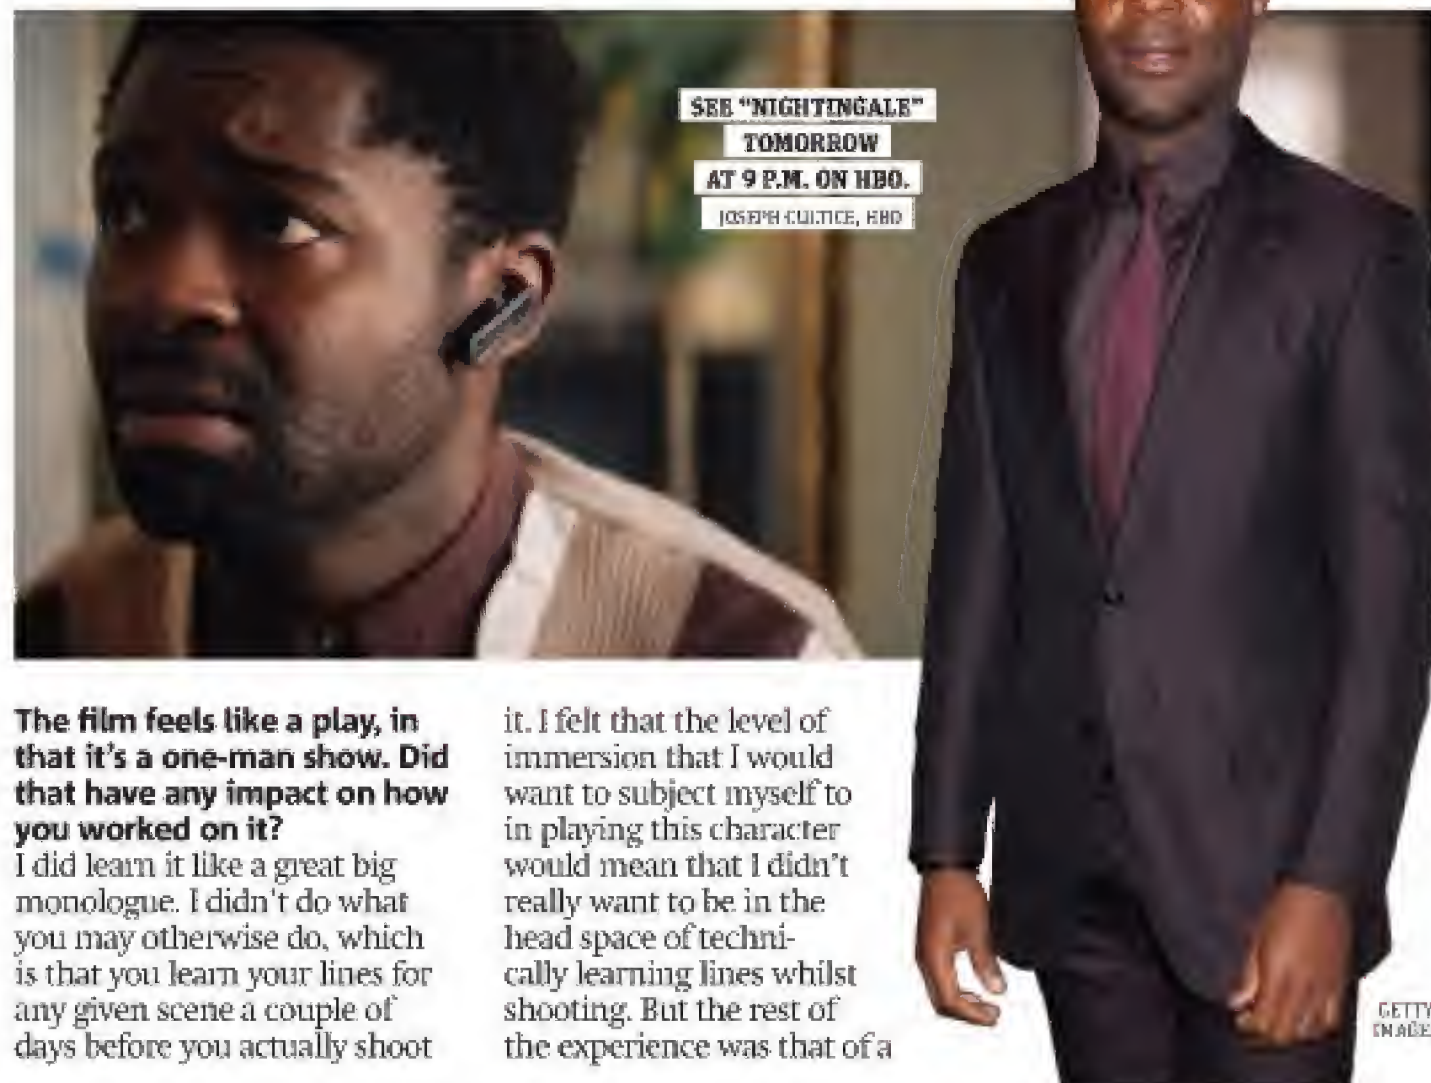 SEE "NIGHTINGALE"
TOMORROW
AT 9 P.M. ON HBO.
JOSEPH CULTICE, HBO
The film feels like a play, in
that it's a one-man show. Did
that have any impact on how
you worked on it?
I did learn it like a great big
monologue. I didn't do what
you may otherwise do, which
is that you learn your lines for
any given scene a couple of
days before you actually shoot
it. I felt that the level of
immersion that I would
want to subject myself to
in playing this character
would mean that I didn't
really want to be in the
head space of techni-
cally learning lines whilst
shooting. But the rest of
the experience was that of a
GETTY
IMAGE